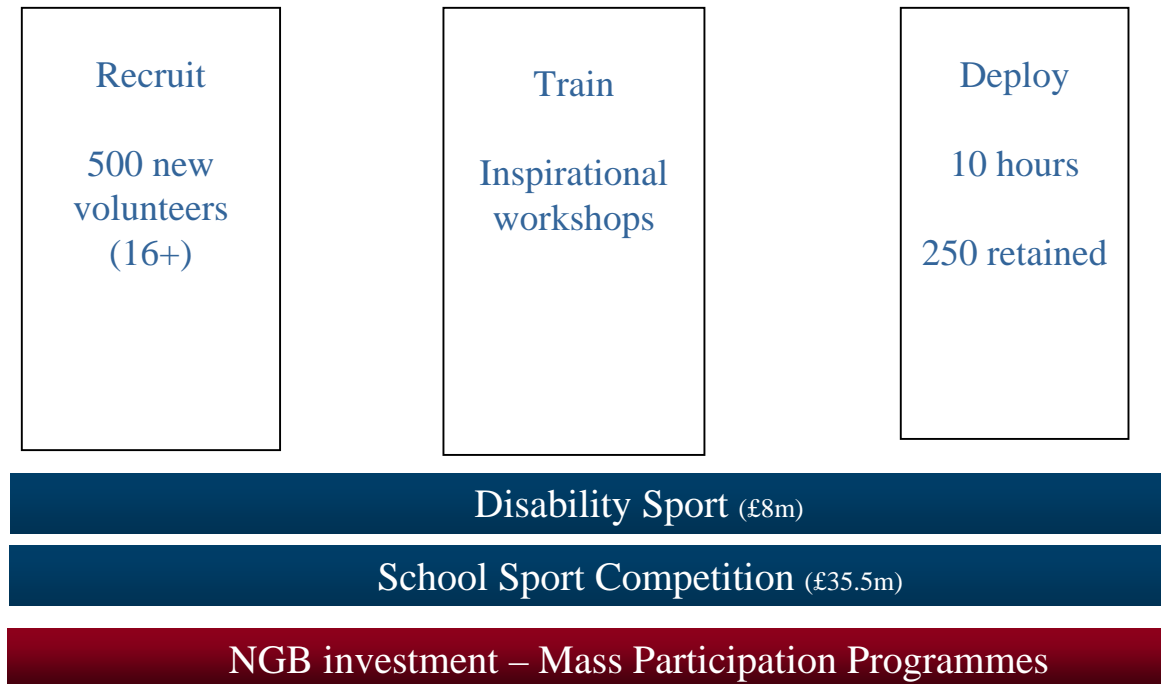 Recruit
500 new
volunteers
(16+)
Train
Inspirational
workshops
Deploy
10 hours
250 retained
Disability Sport (£8m)
School Sport Competition (£35.5m)
NGB investment – Mass Participation Programmes